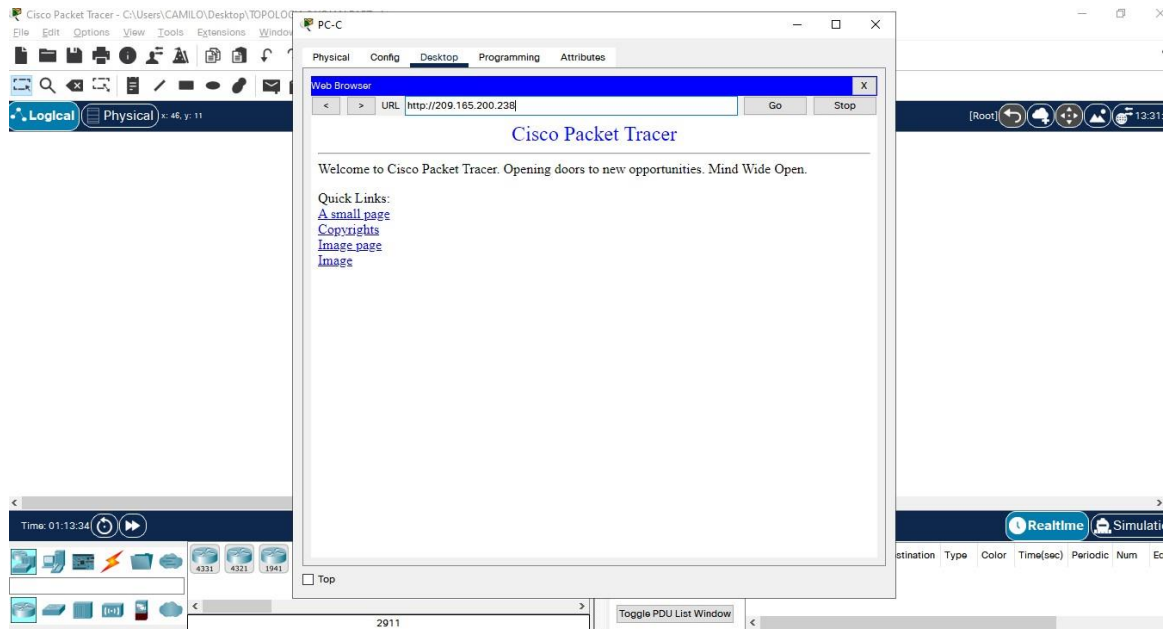 Cisco Packet Tracer - C:\Users\CAMILO\Desktop\TOPOLO
File Edit Options View Tools Extensions Window
PC-C
Physical Config Desktop Programming Attributes
Web Browser X
< > URL http://209.165.200.238 Go Stop
Logical Physical x: 46, y: 11
[Root] 13:31:
Cisco Packet Tracer
Welcome to Cisco Packet Tracer. Opening doors to new opportunities. Mind Wide Open.
Quick Links:
A small page
Copyrights
Image page
Image
Time: 01:13:34
Realtime Simulati
4331 4321 1941
stination Type Color Time(sec) Periodic Num Ed
Top
Toggle PDU List Window
2911